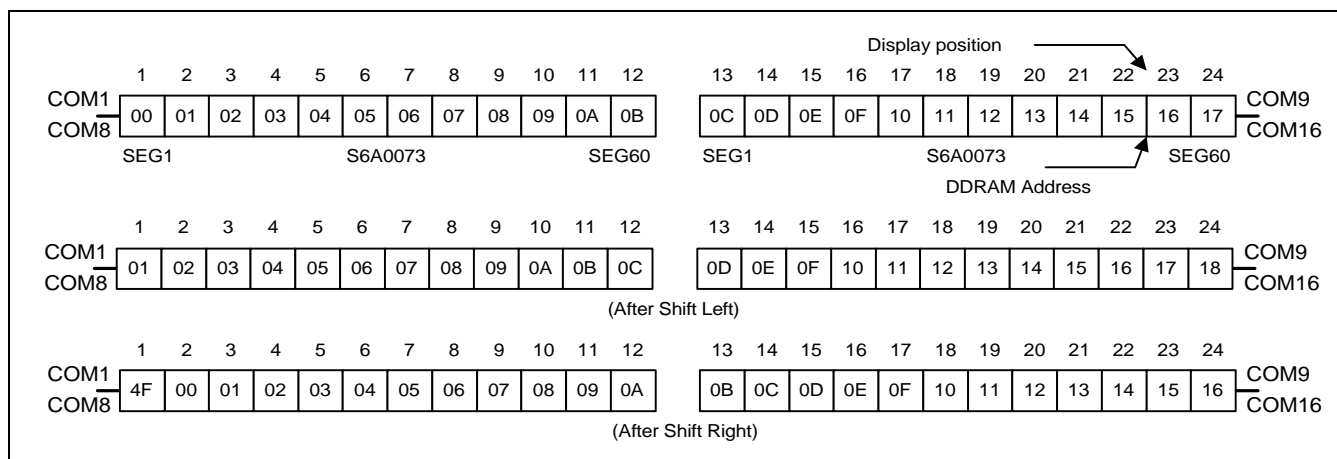 Display position
1 2 3 4 5 6 7 8 9 10 11 12 13 14 15 16 17 18 12 20 21 22 23 24
COM1 COM9
00 01 02 03 04 05 06 07 08 09 0A 0B 0C 0D 0E 0F 10 11 12 13 14 15 16 17
COM8 COM16
SEG1 S6A0073 SEG60 SEG1 S6A0073 SEG60
DDRAM Address
1 2 3 4 5 6 7 8 9 10 11 12 13 14 15 16 17 18 19 20 21 22 23 24
COM1 COM9
01 02 03 04 05 06 07 08 09 0A 0B 0C 0D 0E 0F 10 11 12 13 14 15 16 17 18
COM8 COM16
(After Shift Left)
1 2 3 4 5 6 7 8 9 10 11 12 13 14 15 16 17 18 19 20 21 22 23 24
COM1 COM9
4F 00 01 02 03 04 05 06 07 08 09 0A 0B 0C 0D 0E 0F 10 11 12 13 14 15 16
COM8 COM16
(After Shift Right)